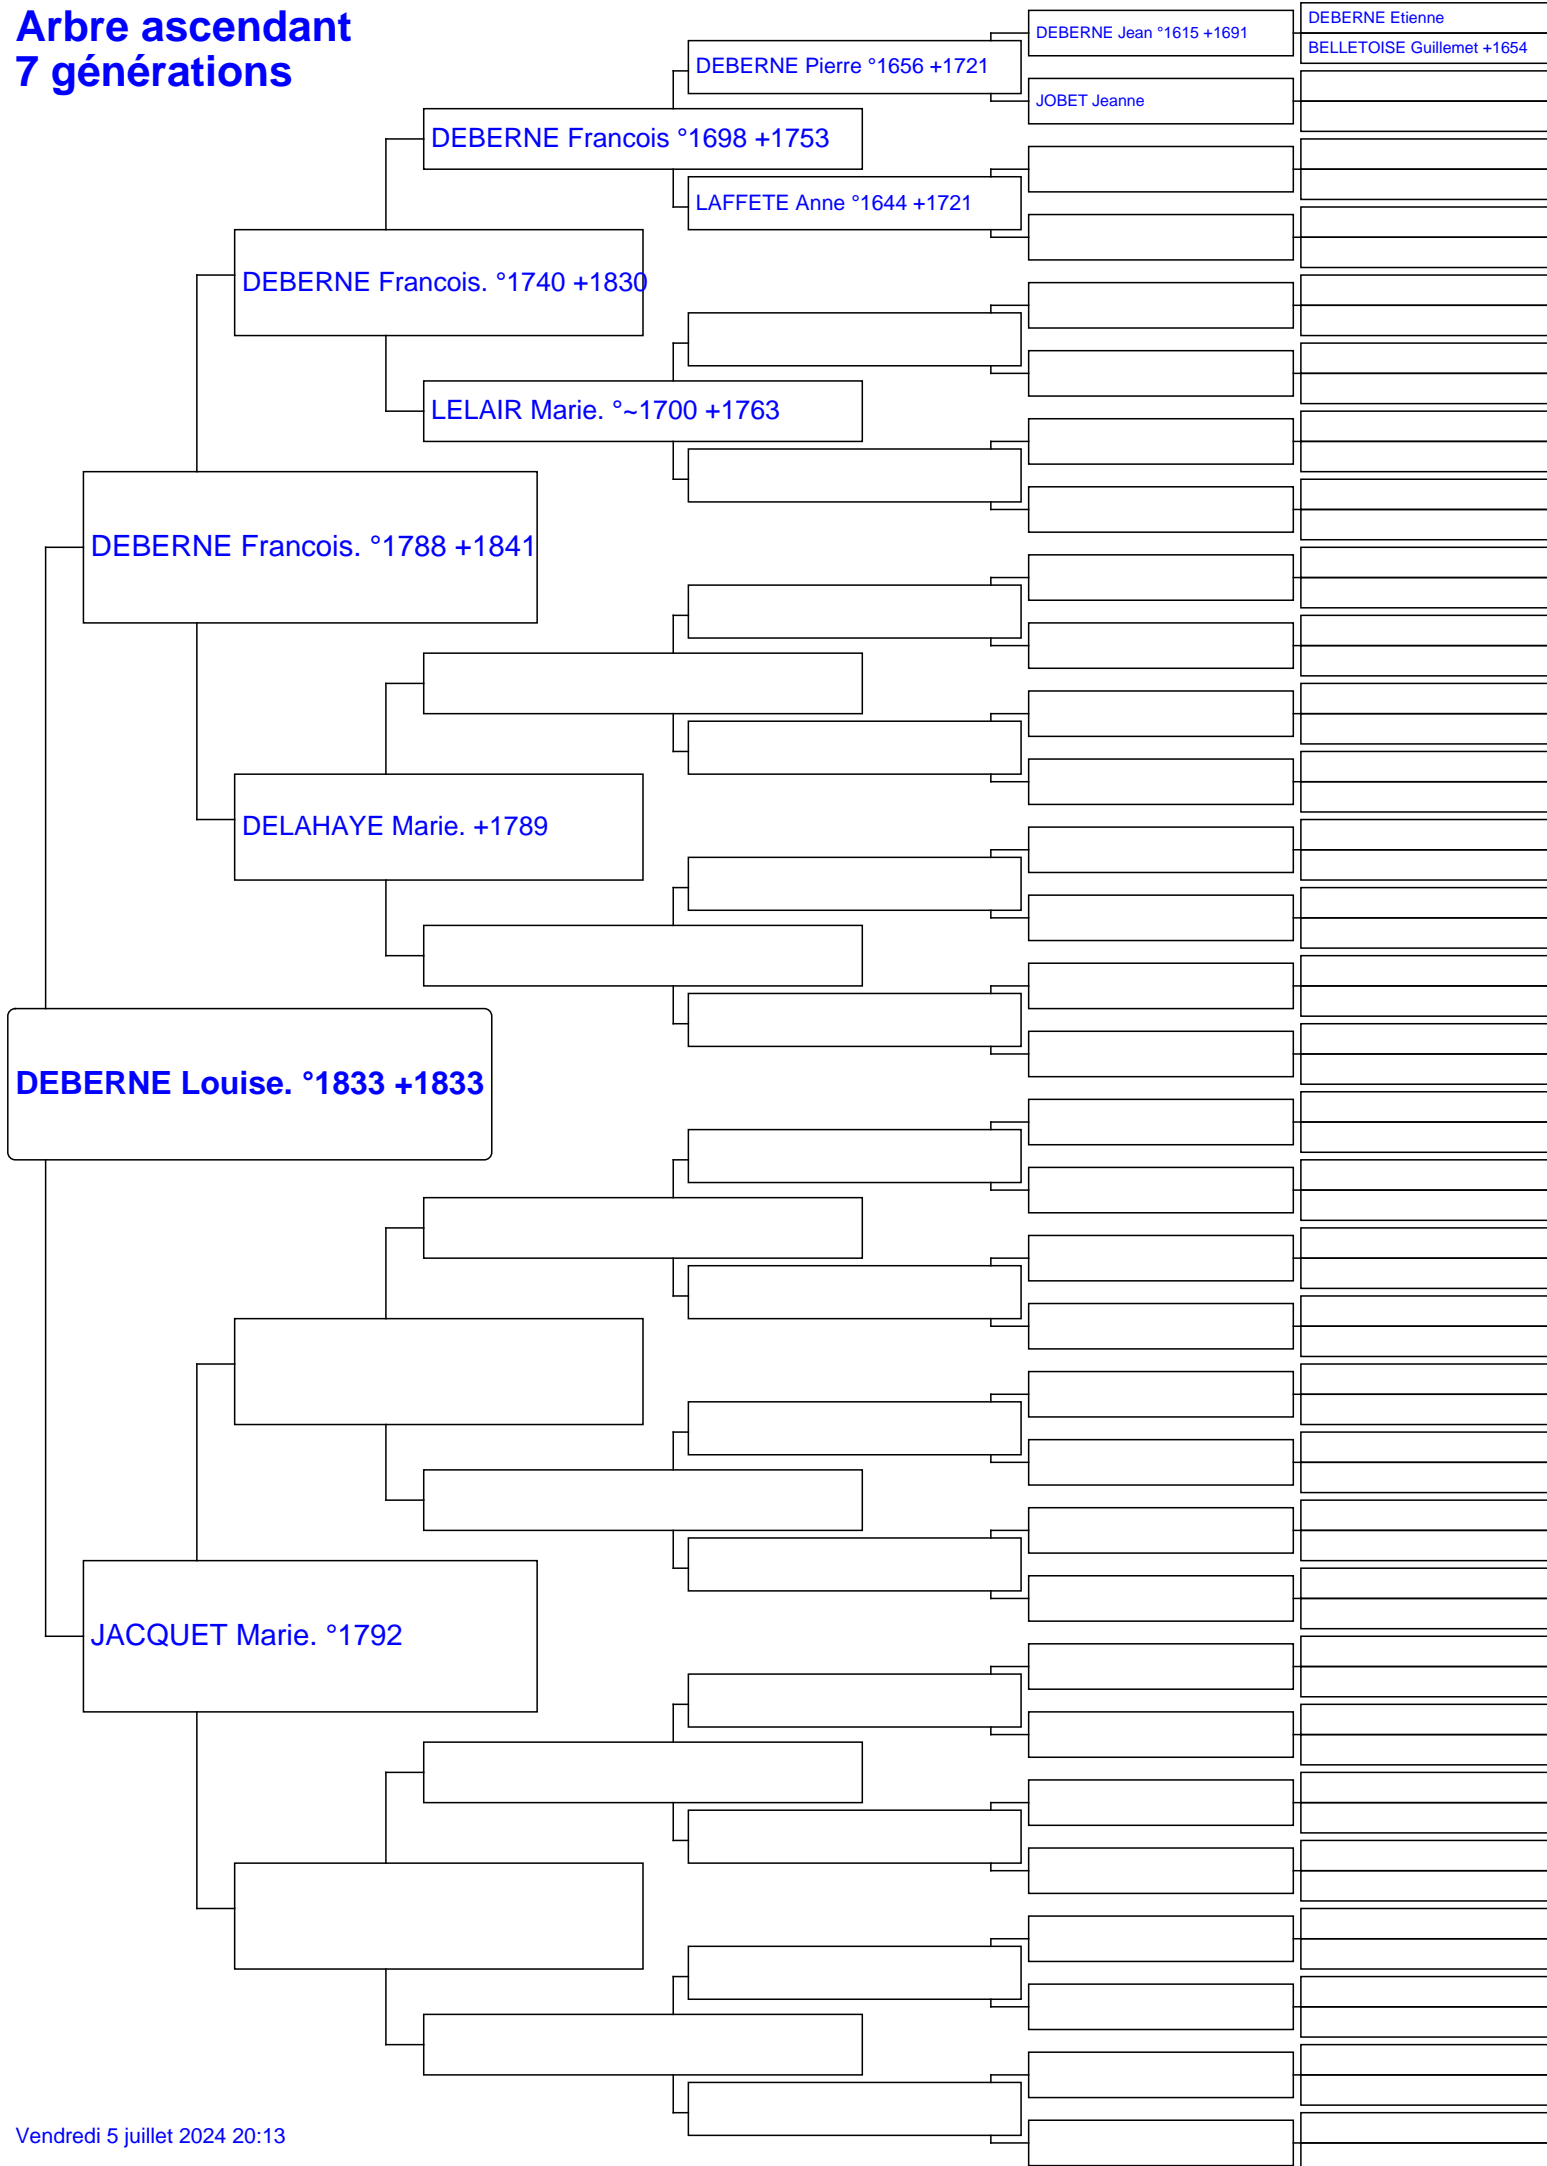 Arbre ascendant
7 générations
DEBERNE Jean °1615 +1691
DEBERNE Etienne
BELLETOISE Guillemet +1654
DEBERNE Pierre °1656 +1721
JOBET Jeanne
DEBERNE Francois °1698 +1753
LAFFETE Anne °1644 +1721
DEBERNE Francois. °1740 +1830
LELAIR Marie. °~1700 +1763
DEBERNE Francois. °1788 +1841
DELAHAYE Marie. +1789
DEBERNE Louise. °1833 +1833
JACQUET Marie. °1792
Vendredi 5 juillet 2024 20:13